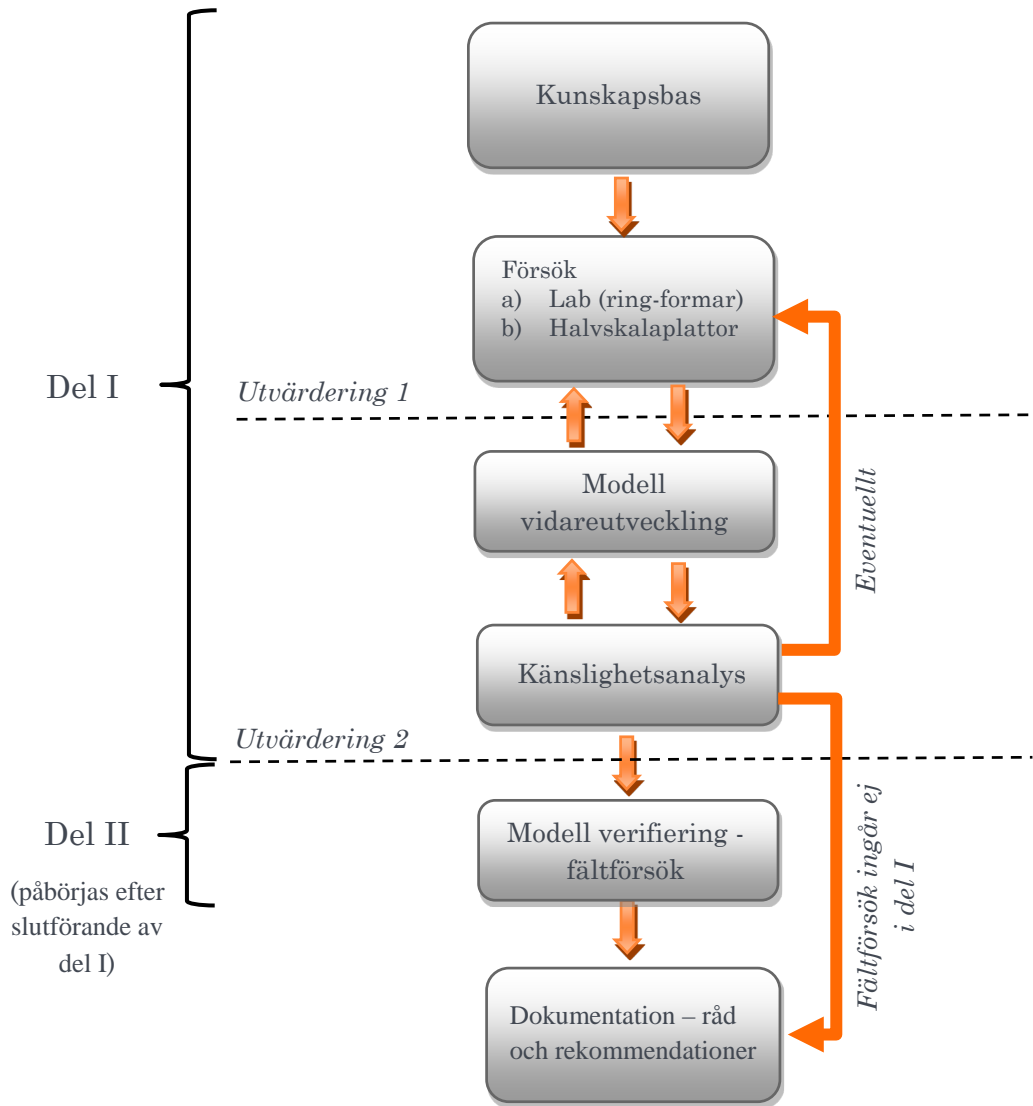 Kunskapsbas
Försök
a) Lab (ring-formar)
b) Halvskalaplattor
Del I
Utvärdering 1
Modell
vidareutveckling
Eventuellt
Känslighetsanalys
Utvärdering 2
Del II
(påbörjas efter
slutförande av
del I)
Modell verifiering -
fältförsök
Fältförsök ingår ej
i del I
Dokumentation – råd
och rekommendationer